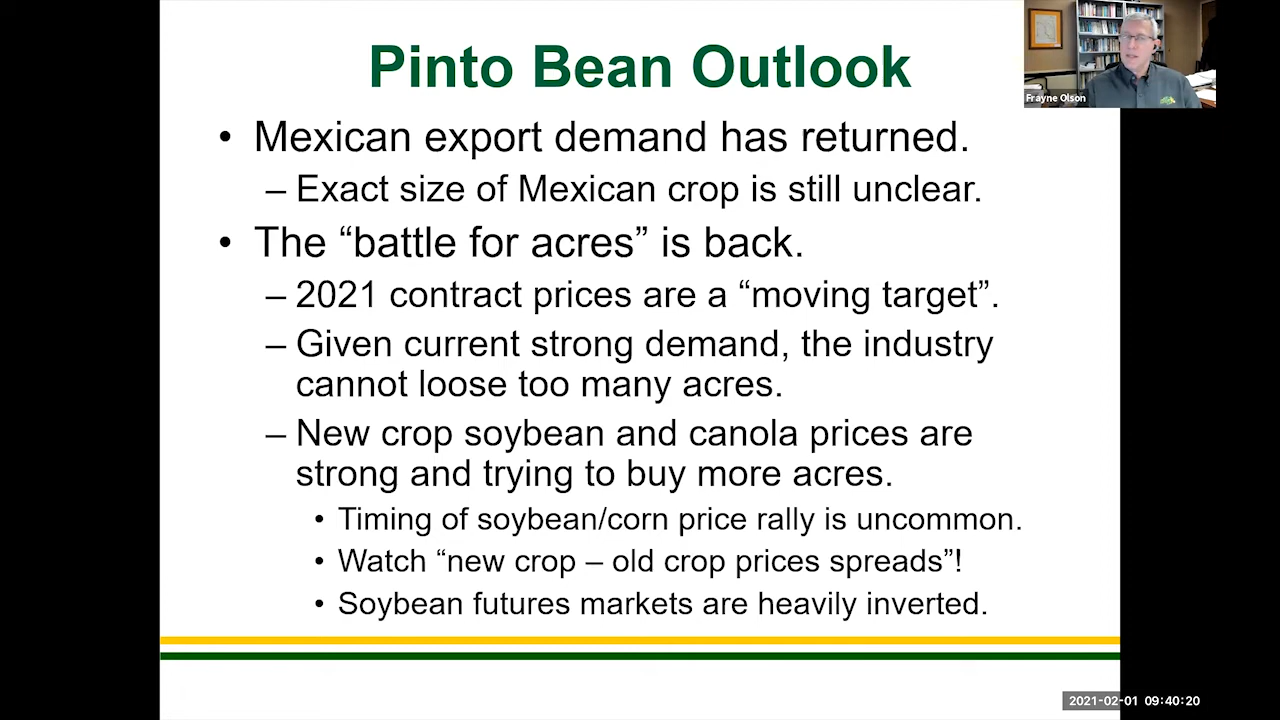 Pinto Bean Outlook
Frayne Olson
• Mexican export demand has returned.
– Exact size of Mexican crop is still unclear.
• The “battle for acres” is back.
– 2021 contract prices are a “moving target”.
– Given current strong demand, the industry
cannot loose too many acres.
– New crop soybean and canola prices are
strong and trying to buy more acres.
• Timing of soybean/corn price rally is uncommon.
• Watch “new crop – old crop prices spreads”!
• Soybean futures markets are heavily inverted.
2021-02-01 09:40:20